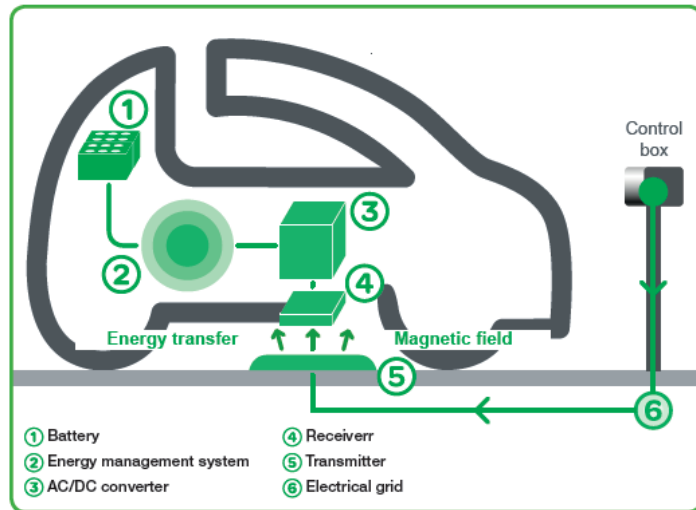 1
Control
box
3
2
4
Energy transfer
Magnetic field
5
6
1 Battery
2 Energy management system
3 AC/DC converter
4 Receiverr
5 Transmitter
6 Electrical grid